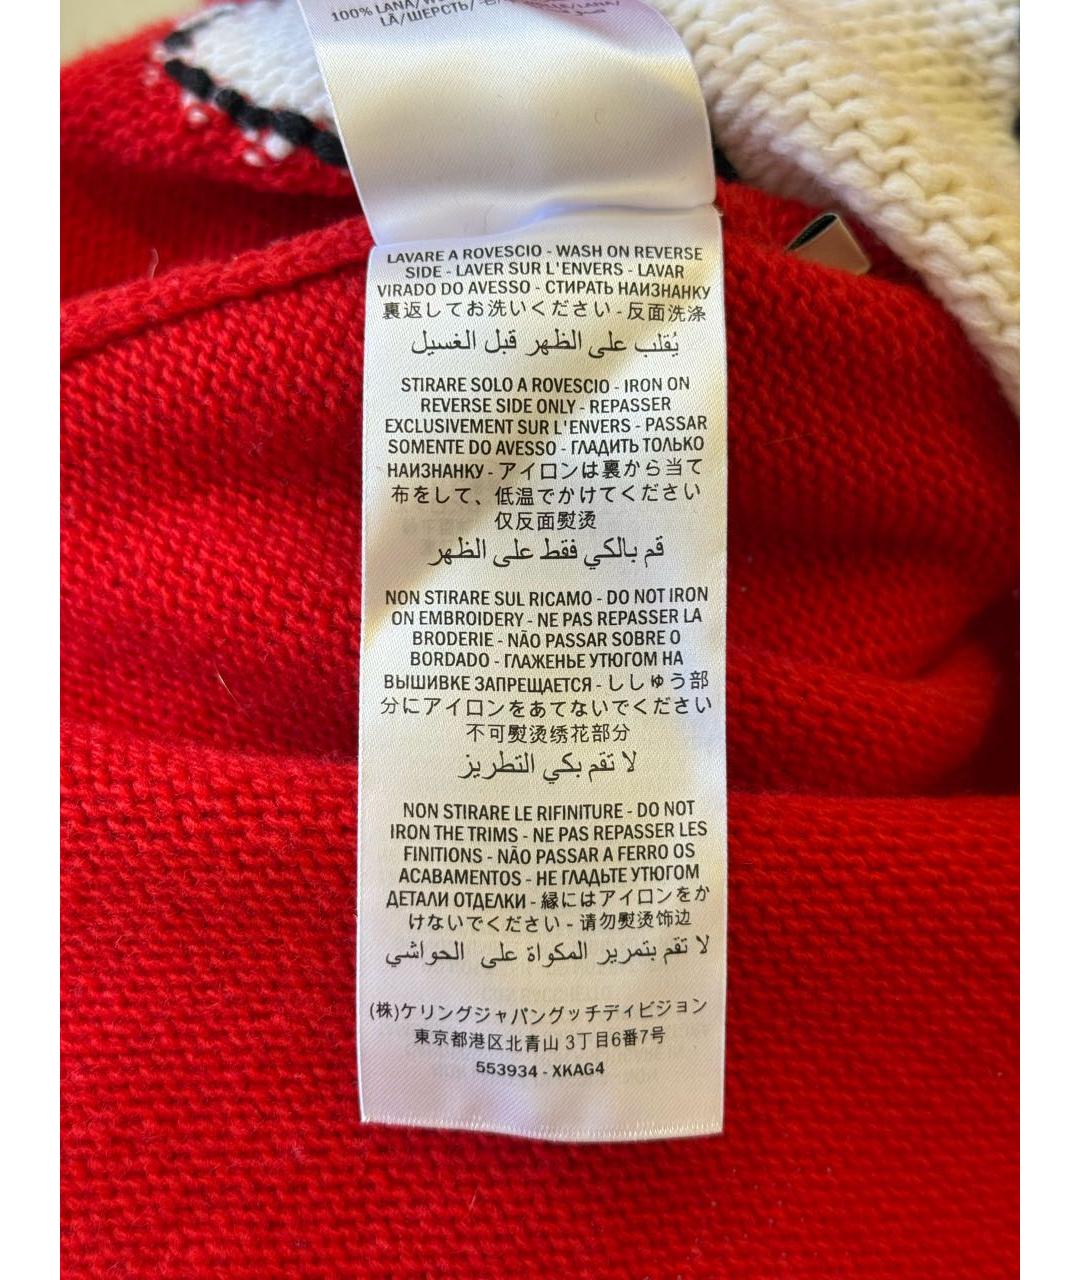 100% LANA/
LÃ/ШЕРСТЬ/
LAVARE A ROVESCIO - WASH ON REVERSE
SIDE - LAVER SUR L'ENVERS - LAVAR
VIRADO DO AVESSO - СТИРАТЬ НАИЗНАНКУ
裏返してお洗いください - 反面洗涤
يُقلب على الظهر قبل الغسيل
STIRARE SOLO A ROVESCIO - IRON ON
REVERSE SIDE ONLY - REPASSER
EXCLUSIVEMENT SUR L'ENVERS - PASSAR
SOMENTE DO AVESSO - ГЛАДИТЬ ТОЛЬКО
НАИЗНАНКУ - アイロンは裏から当て
布をして、低温でかけてください
仅反面熨烫
قم بالكي فقط على الظهر
NON STIRARE SUL RICAMO - DO NOT IRON
ON EMBROIDERY - NE PAS REPASSER LA
BRODERIE - NÃO PASSAR SOBRE O
BORDADO - ГЛАЖЕНЬЕ УТЮГОМ НА
ВЫШИВКЕ ЗАПРЕЩАЕТСЯ - ししゅう部
分にアイロンをあてないでください
不可熨烫绣花部分
لا تقم بكي التطريز
NON STIRARE LE RIFINITURE - DO NOT
IRON THE TRIMS - NE PAS REPASSER LES
FINITIONS - NÃO PASSAR A FERRO OS
ACABAMENTOS - НЕ ГЛАДЬТЕ УТЮГОМ
ДЕТАЛИ ОТДЕЛКИ - 縁にはアイロンをか
けないでください - 请勿熨烫饰边
لا تقم بتمرير المكواة على الحواشي
(株)ケリングジャパングッチディビジョン
東京都港区北青山 3丁目6番7号
553934 - XKAG4